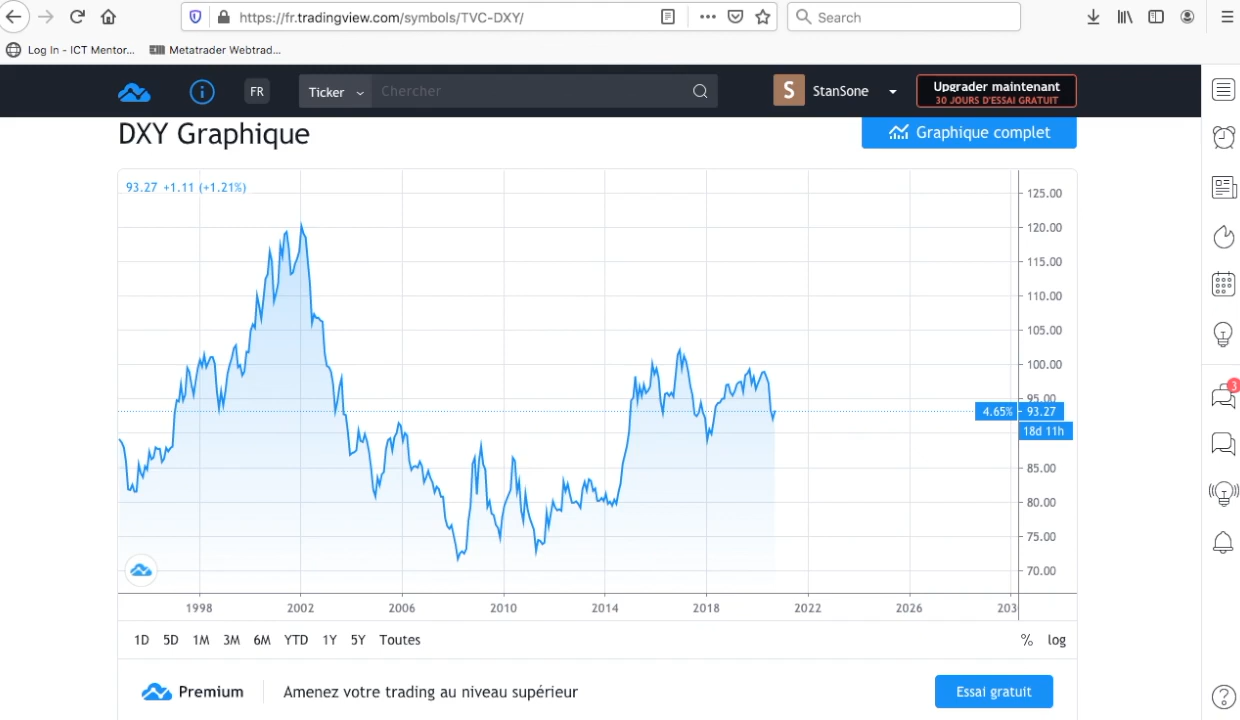 https://fr.tradingview.com/symbols/TVC-DXY/
Search
Log In - ICT Mentor...
Metatrader Webtrad...
FR
Ticker
Chercher
S
StanSone
Upgrader maintenant
30 JOURS D'ESSAI GRATUIT
DXY Graphique
Graphique complet
93.27 +1.11 (+1.21%)
125.00
120.00
115.00
110.00
105.00
100.00
95.00
4.65% 93.27
18d 11h
85.00
80.00
75.00
70.00
3
1998 2002 2006 2010 2014 2018 2022 2026 203
1D 5D 1M 3M 6M YTD 1Y 5Y Toutes % log
Premium Amenez votre trading au niveau supérieur
Essai gratuit